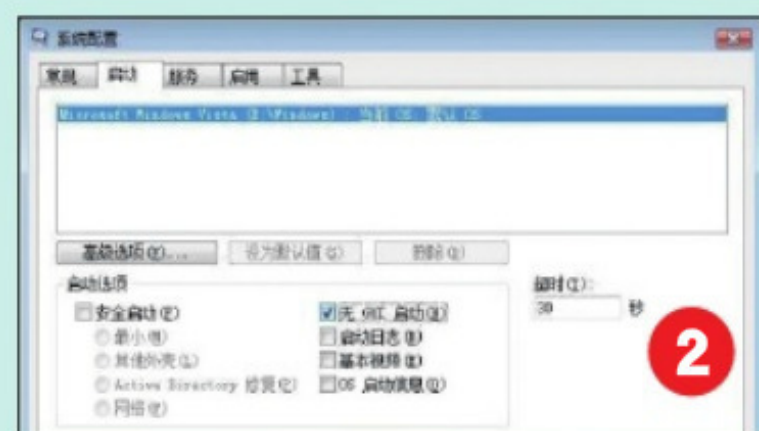 系统配置
常规 启动 服务 启用 工具
Microsoft Windows Vista (E:\Windows) : 当前 OS; 默认 OS
高级选项(V)... 设为默认值(S) 删除(D)
启动选项
超时(T):
安全启动(F) 无 GUI 启动(N) 30 秒
最小(M) 启动日志(B)
其他外壳(L) 基本视频(E)
Active Directory 修复(P) OS 启动信息(O)
网络(W)
2